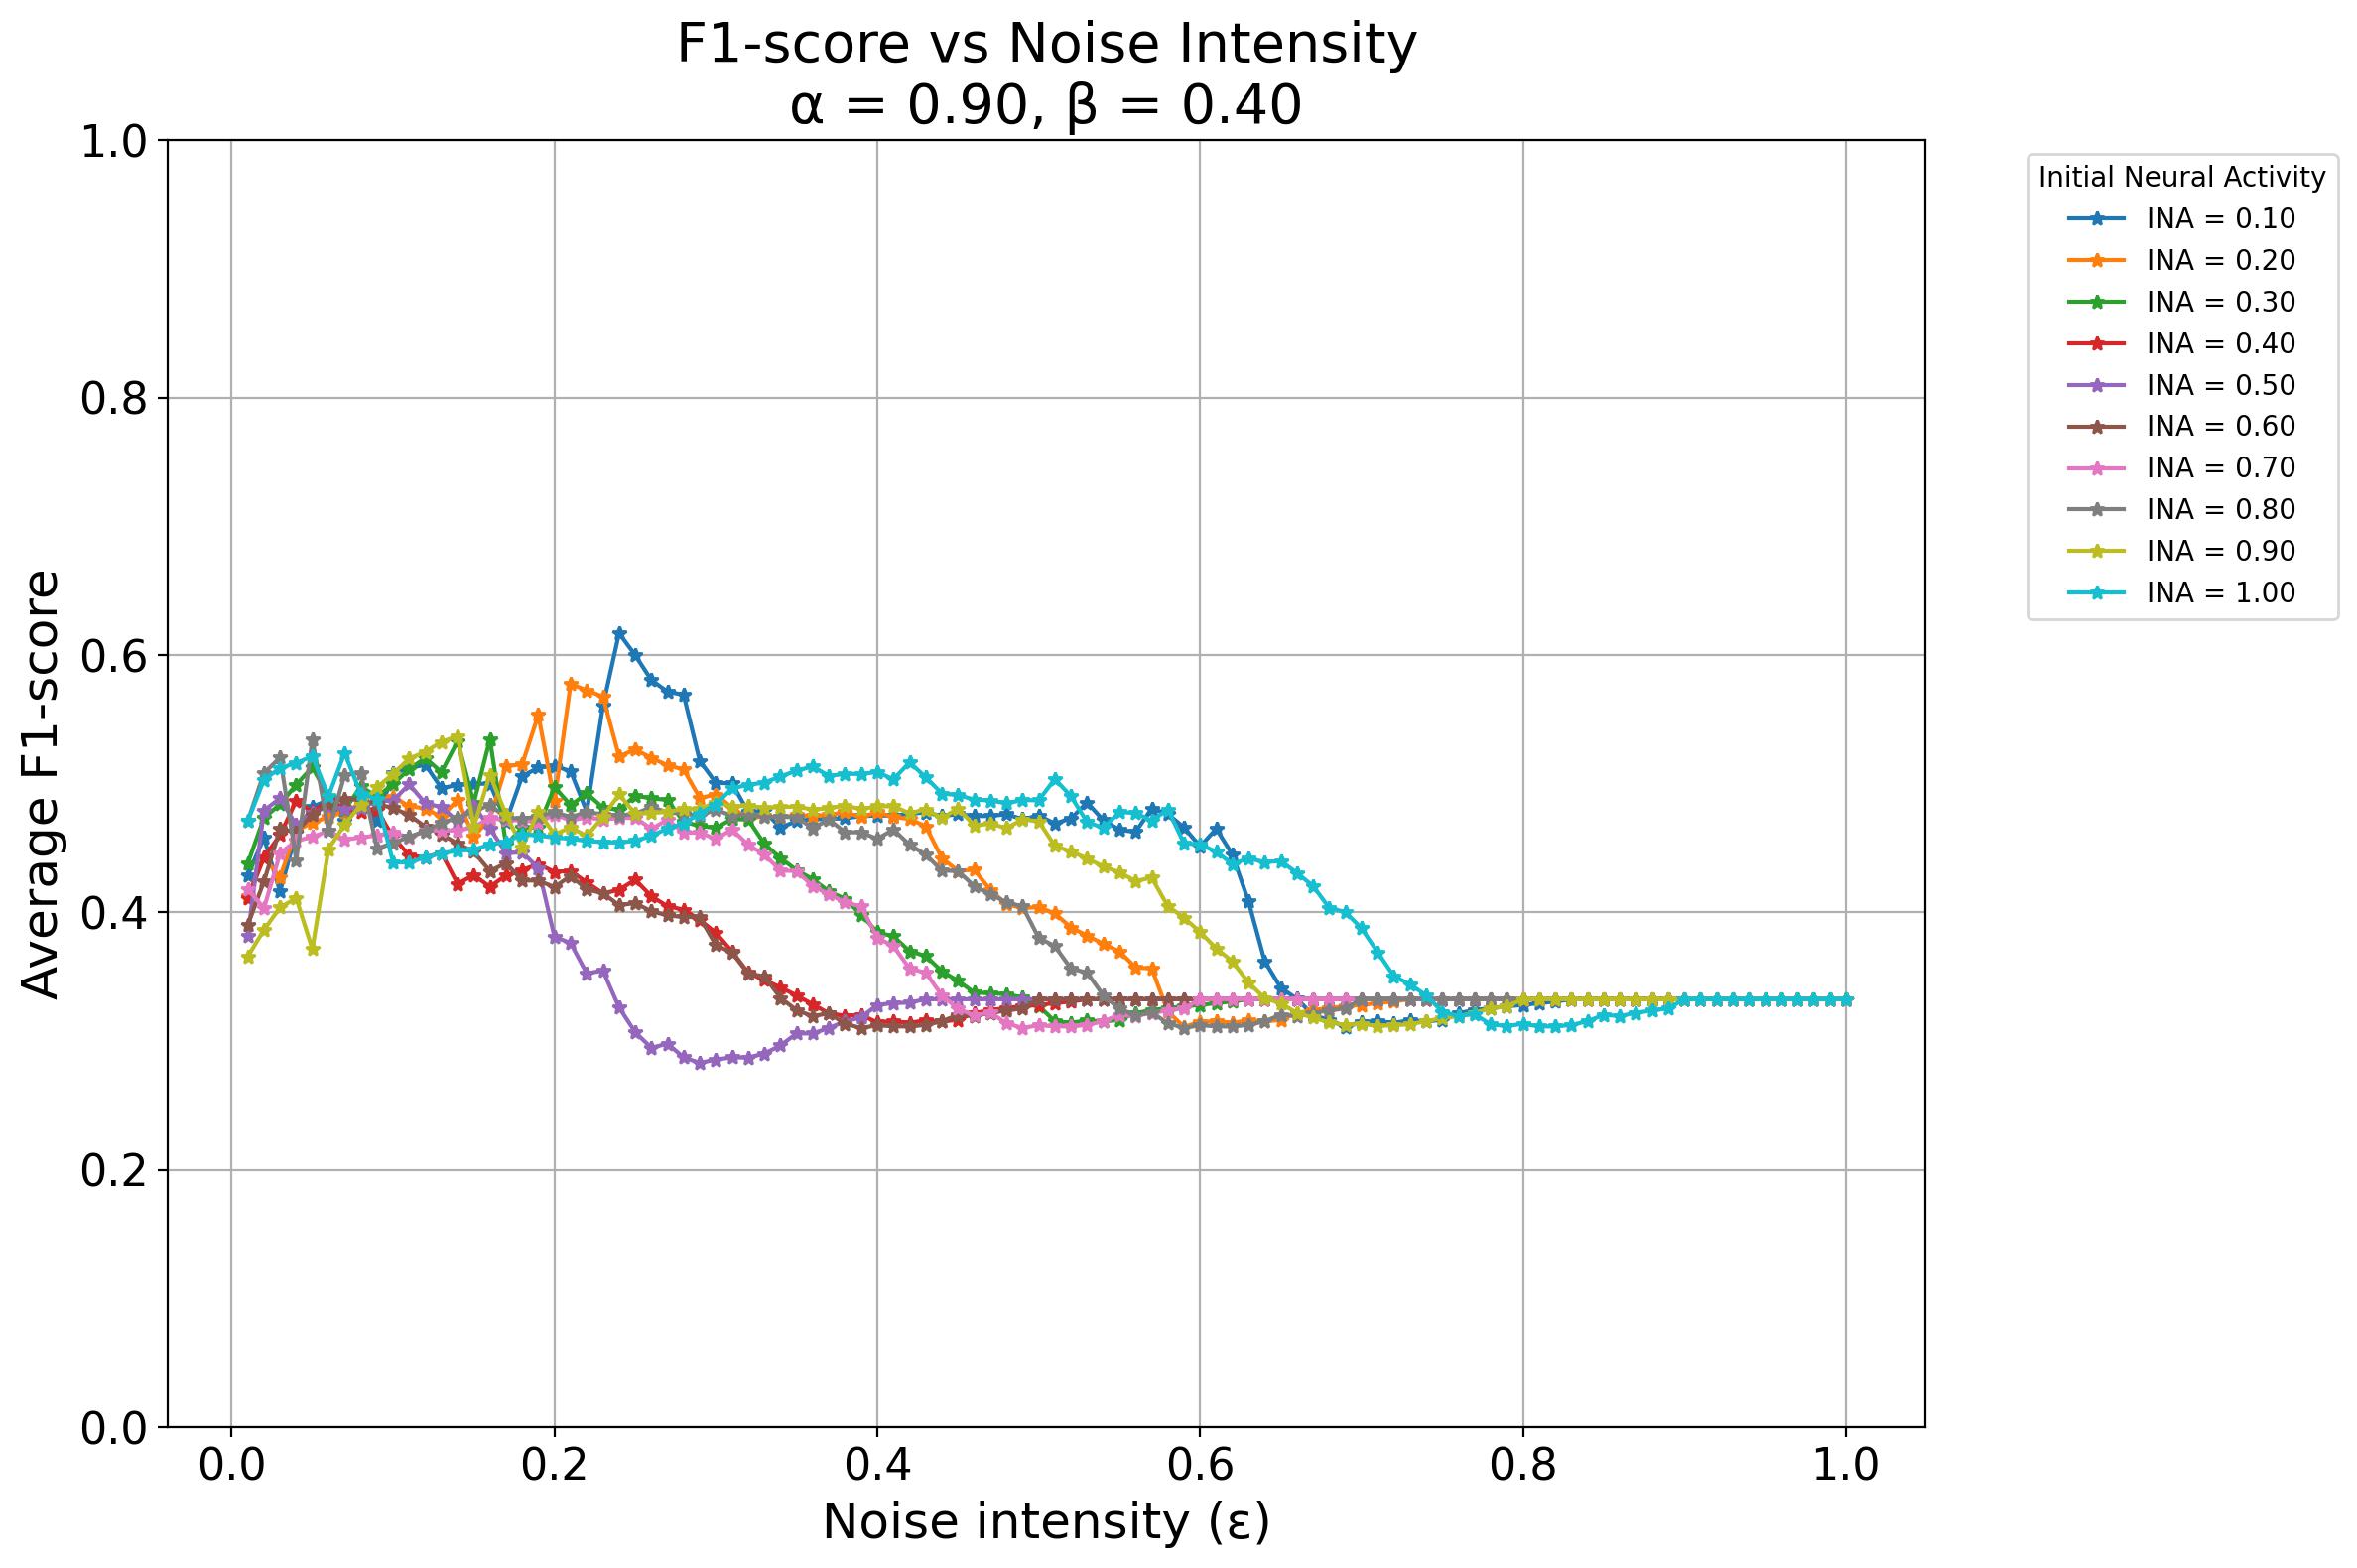 F1-score vs Noise Intensity
α = 0.90, β = 0.40
1.0
0.8
0.6
0.4
0.2
0.0
Average F1-score
0.0 0.2 0.4 0.6 0.8 1.0
Noise intensity (ε)
Initial Neural Activity
INA = 0.10
INA = 0.20
INA = 0.30
INA = 0.40
INA = 0.50
INA = 0.60
INA = 0.70
INA = 0.80
INA = 0.90
INA = 1.00